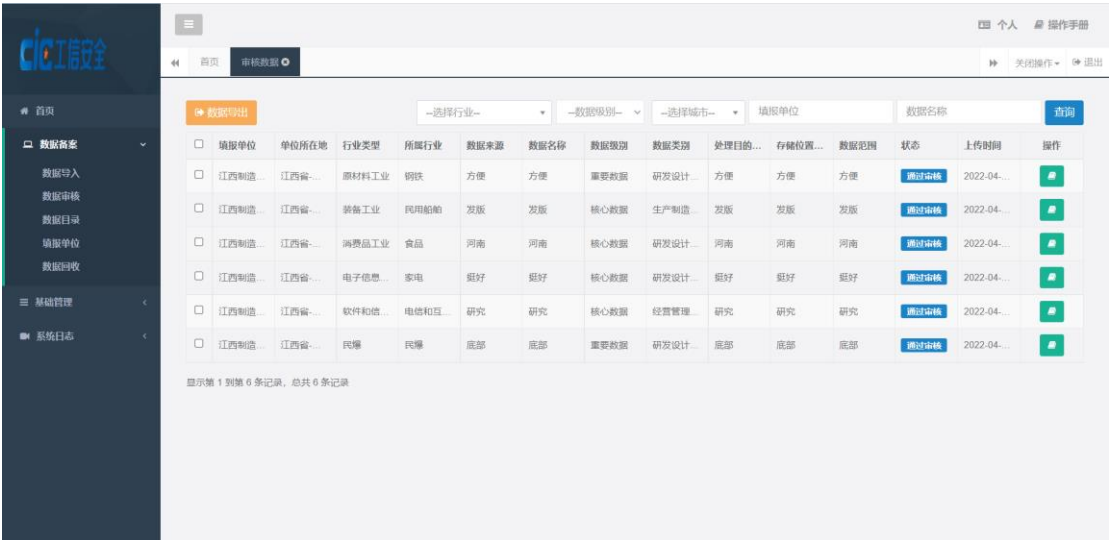 cic工信安全
个人 操作手册
首页 审核数据 关闭操作 退出
首页
数据备案
数据导入
数据审核
数据目录
填报单位
数据回收
基础管理
系统日志
数据导出 --选择行业-- --数据级别-- --选择城市-- 填报单位 数据名称 查询
填报单位 单位所在地 行业类型 所属行业 数据来源 数据名称 数据级别 数据类别 处理目的... 存储位置... 数据范围 状态 上传时间 操作
江西制造... 江西省-... 原材料工业 钢铁 方便 方便 重要数据 研发设计... 方便 方便 方便 通过审核 2022-04-...
江西制造... 江西省-... 装备工业 民用船舶 发版 发版 核心数据 生产制造... 发版 发版 发版 通过审核 2022-04-...
江西制造... 江西省-... 消费品工业 食品 河南 河南 核心数据 研发设计... 河南 河南 河南 通过审核 2022-04-...
江西制造... 江西省-... 电子信息... 家电 挺好 挺好 核心数据 研发设计... 挺好 挺好 挺好 通过审核 2022-04-...
江西制造... 江西省-... 软件和信... 电信和互... 研究 研究 核心数据 经营管理... 研究 研究 研究 通过审核 2022-04-...
江西制造... 江西省-... 民爆 民爆 底部 底部 重要数据 研发设计... 底部 底部 底部 通过审核 2022-04-...
显示第 1 到第 6 条记录，总共 6 条记录